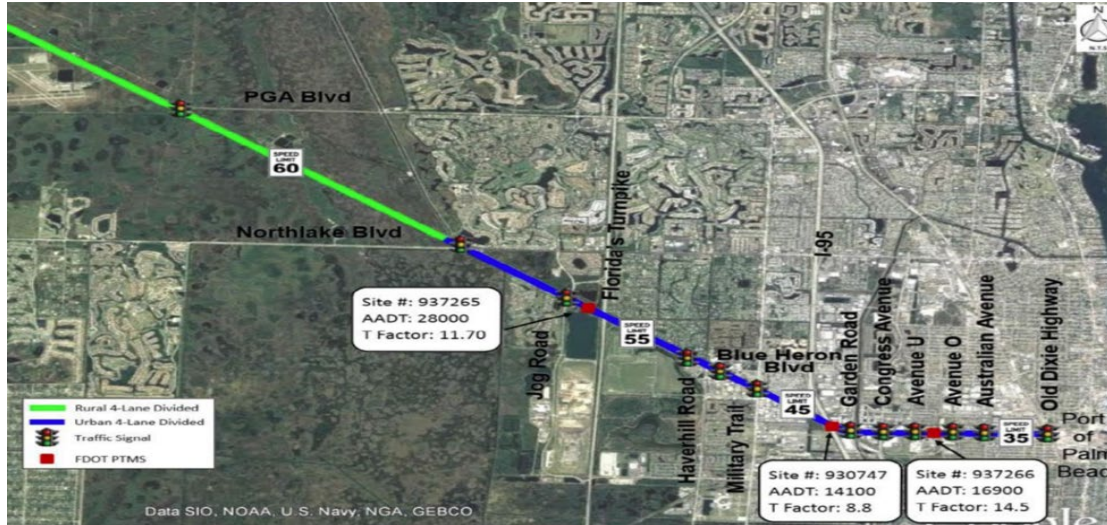 N
N.T.S
PGA Blvd
SPEED
LIMIT
60
Northlake Blvd
Florida's Turnpike
I-95
Site #: 937265
AADT: 28000
T Factor: 11.70
SPEED
LIMIT
55
Jog Road
Blue Heron
Blvd
Haverhill Road
Military Trail
SPEED
LIMIT
45
Garden Road
Congixess Avenue
Avenue U
Avenue O
Australian Avenue
Old Dixie Highway
SPEED
LIMIT
35
Port
of
Palm
Beac
Rural 4-Lane Divided
Urban 4-Lane Divided
Traffic Signal
FDOT PTMS
Site #: 930747
AADT: 14100
T Factor: 8.8
Site #: 937266
AADT: 16900
T Factor: 14.5
Data SIO, NOAA, U.S. Navy, NGA, GEBCO